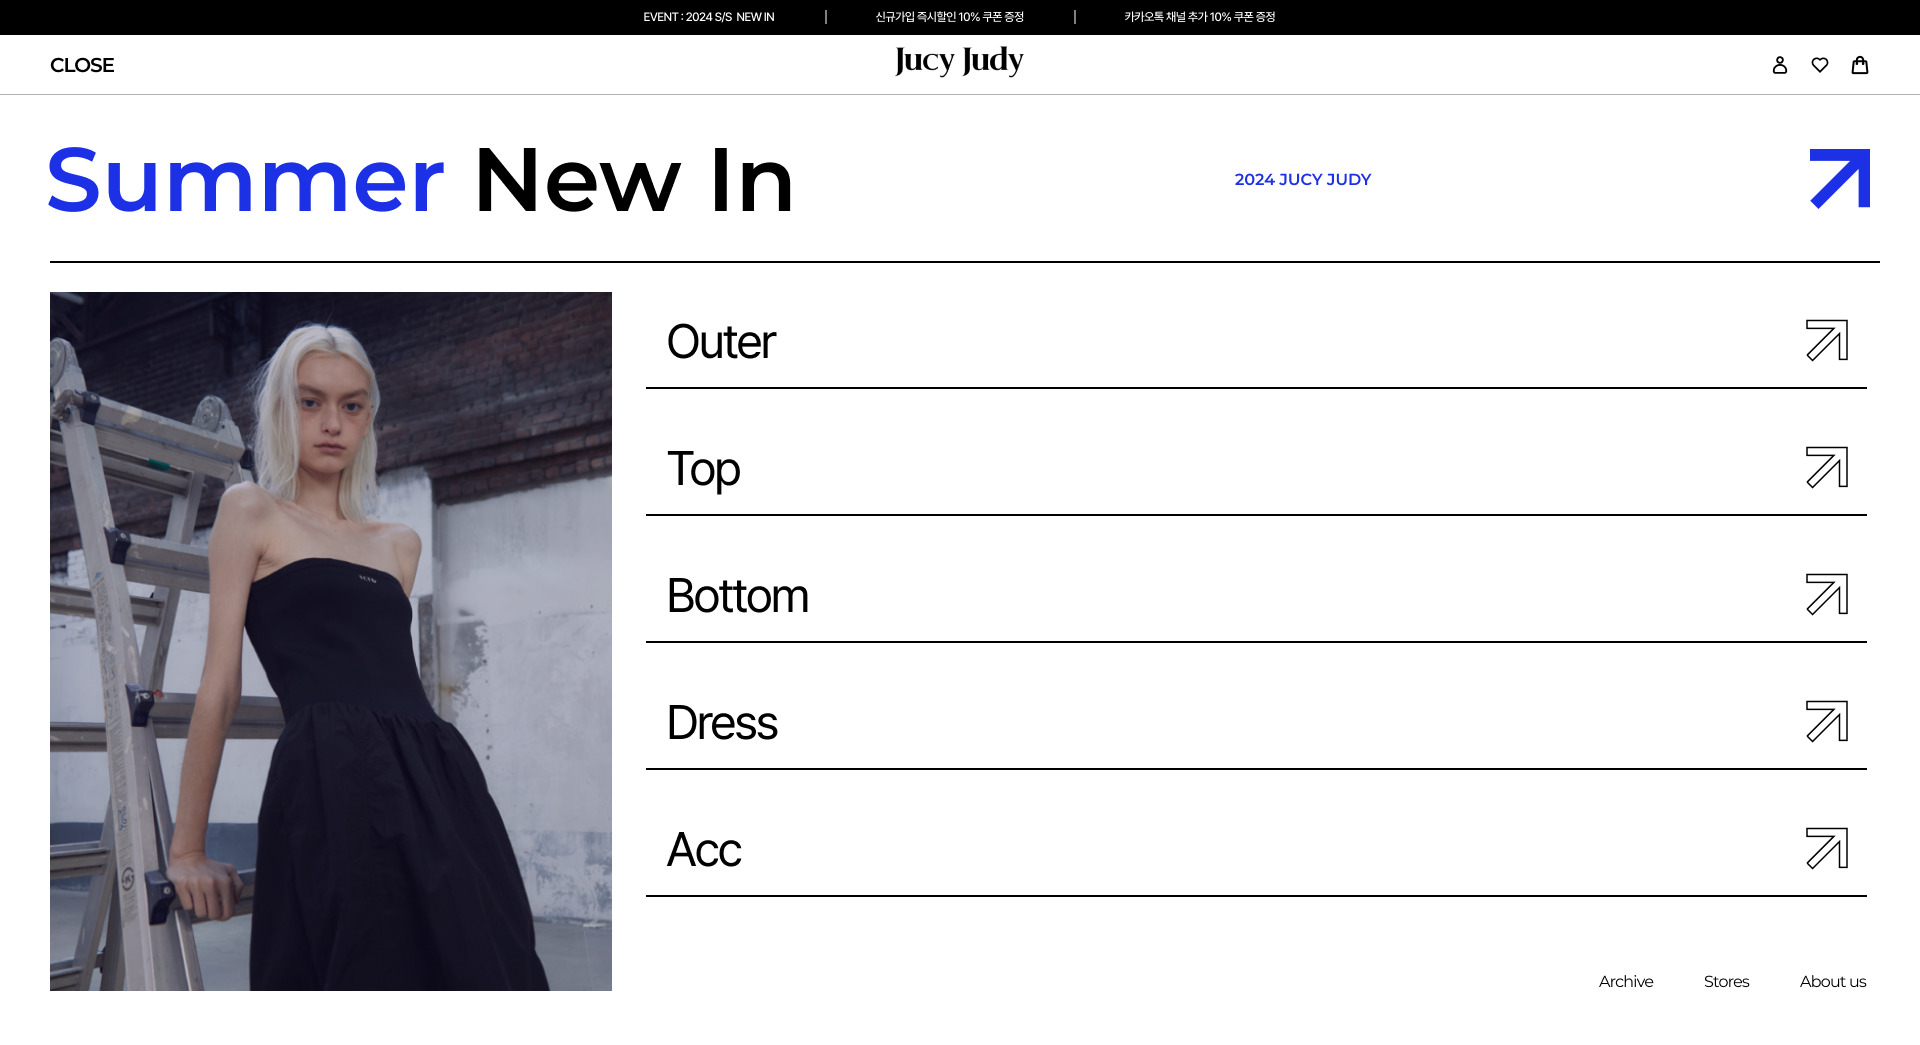 EVENT : 2024 S/S NEW IN | 신규가입 즉시할인 10% 쿠폰 증정 | 카카오톡 채널 추가 10% 쿠폰 증정
CLOSE
Jucy Judy
Summer New In
2024 JUCY JUDY
Outer
Top
Bottom
Dress
Acc
Archive Stores About us